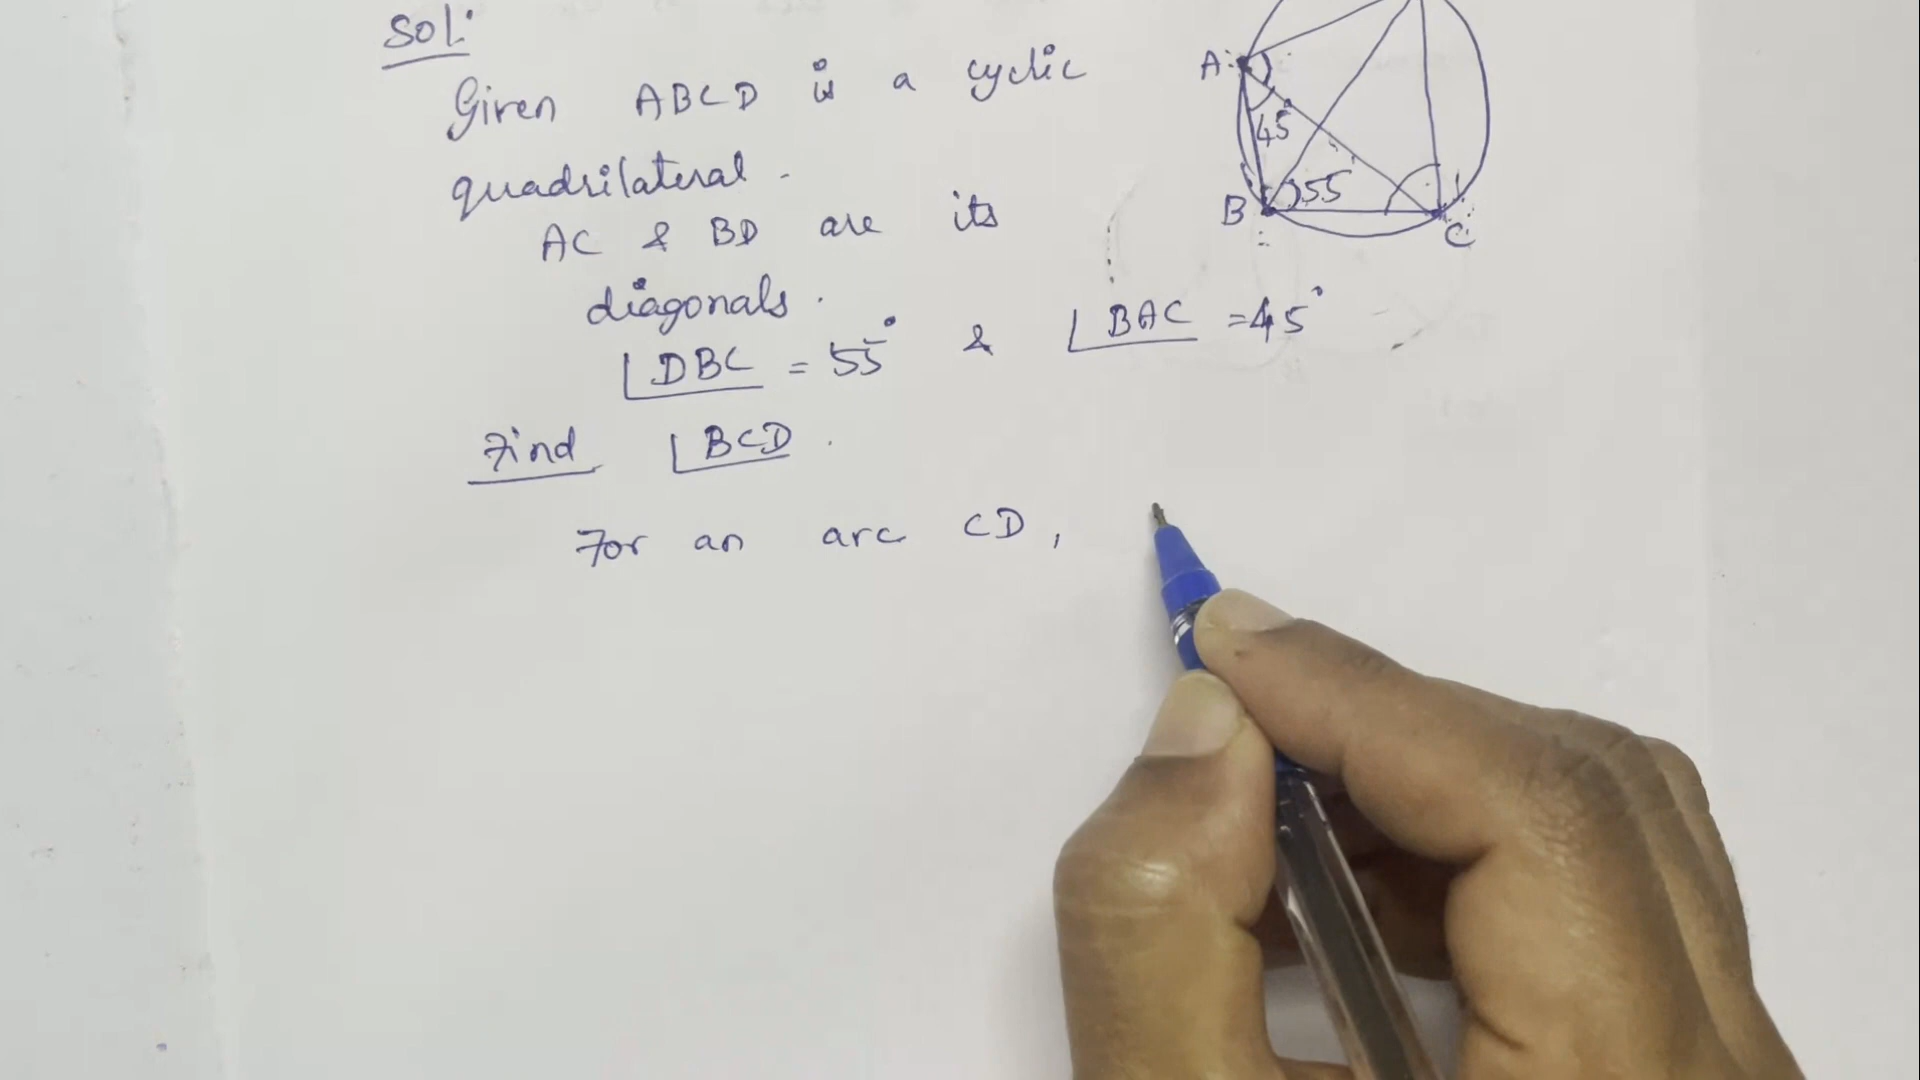 Sol:
Given ABCD is a cyclic
quadrilateral.
AC & BD are its
diagonals.
∠DBC = 55° & ∠BAC = 45°
Find ∠BCD.
For an arc CD,
A
45°
B
55
C